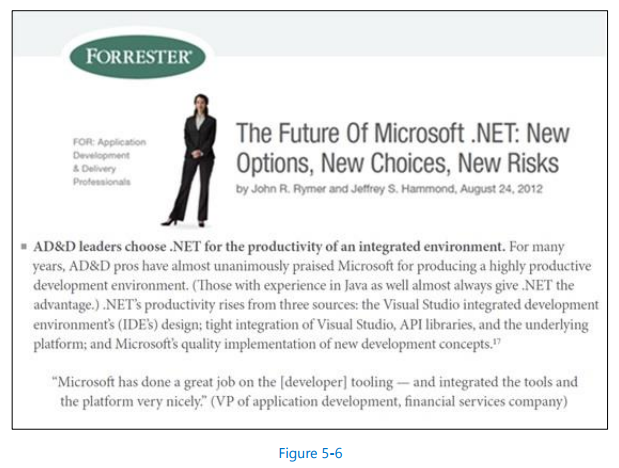 FORRESTER®
FOR: Application
Development
& Delivery
Professionals
The Future Of Microsoft .NET: New
Options, New Choices, New Risks
by John R. Rymer and Jeffrey S. Hammond, August 24, 2012
■ AD&D leaders choose .NET for the productivity of an integrated environment. For many
years, AD&D pros have almost unanimously praised Microsoft for producing a highly productive
development environment. (Those with experience in Java as well almost always give .NET the
advantage.) .NET’s productivity rises from three sources: the Visual Studio integrated development
environment’s (IDE’s) design; tight integration of Visual Studio, API libraries, and the underlying
platform; and Microsoft’s quality implementation of new development concepts.¹⁷
“Microsoft has done a great job on the [developer] tooling — and integrated the tools and
the platform very nicely.” (VP of application development, financial services company)
Figure 5-6